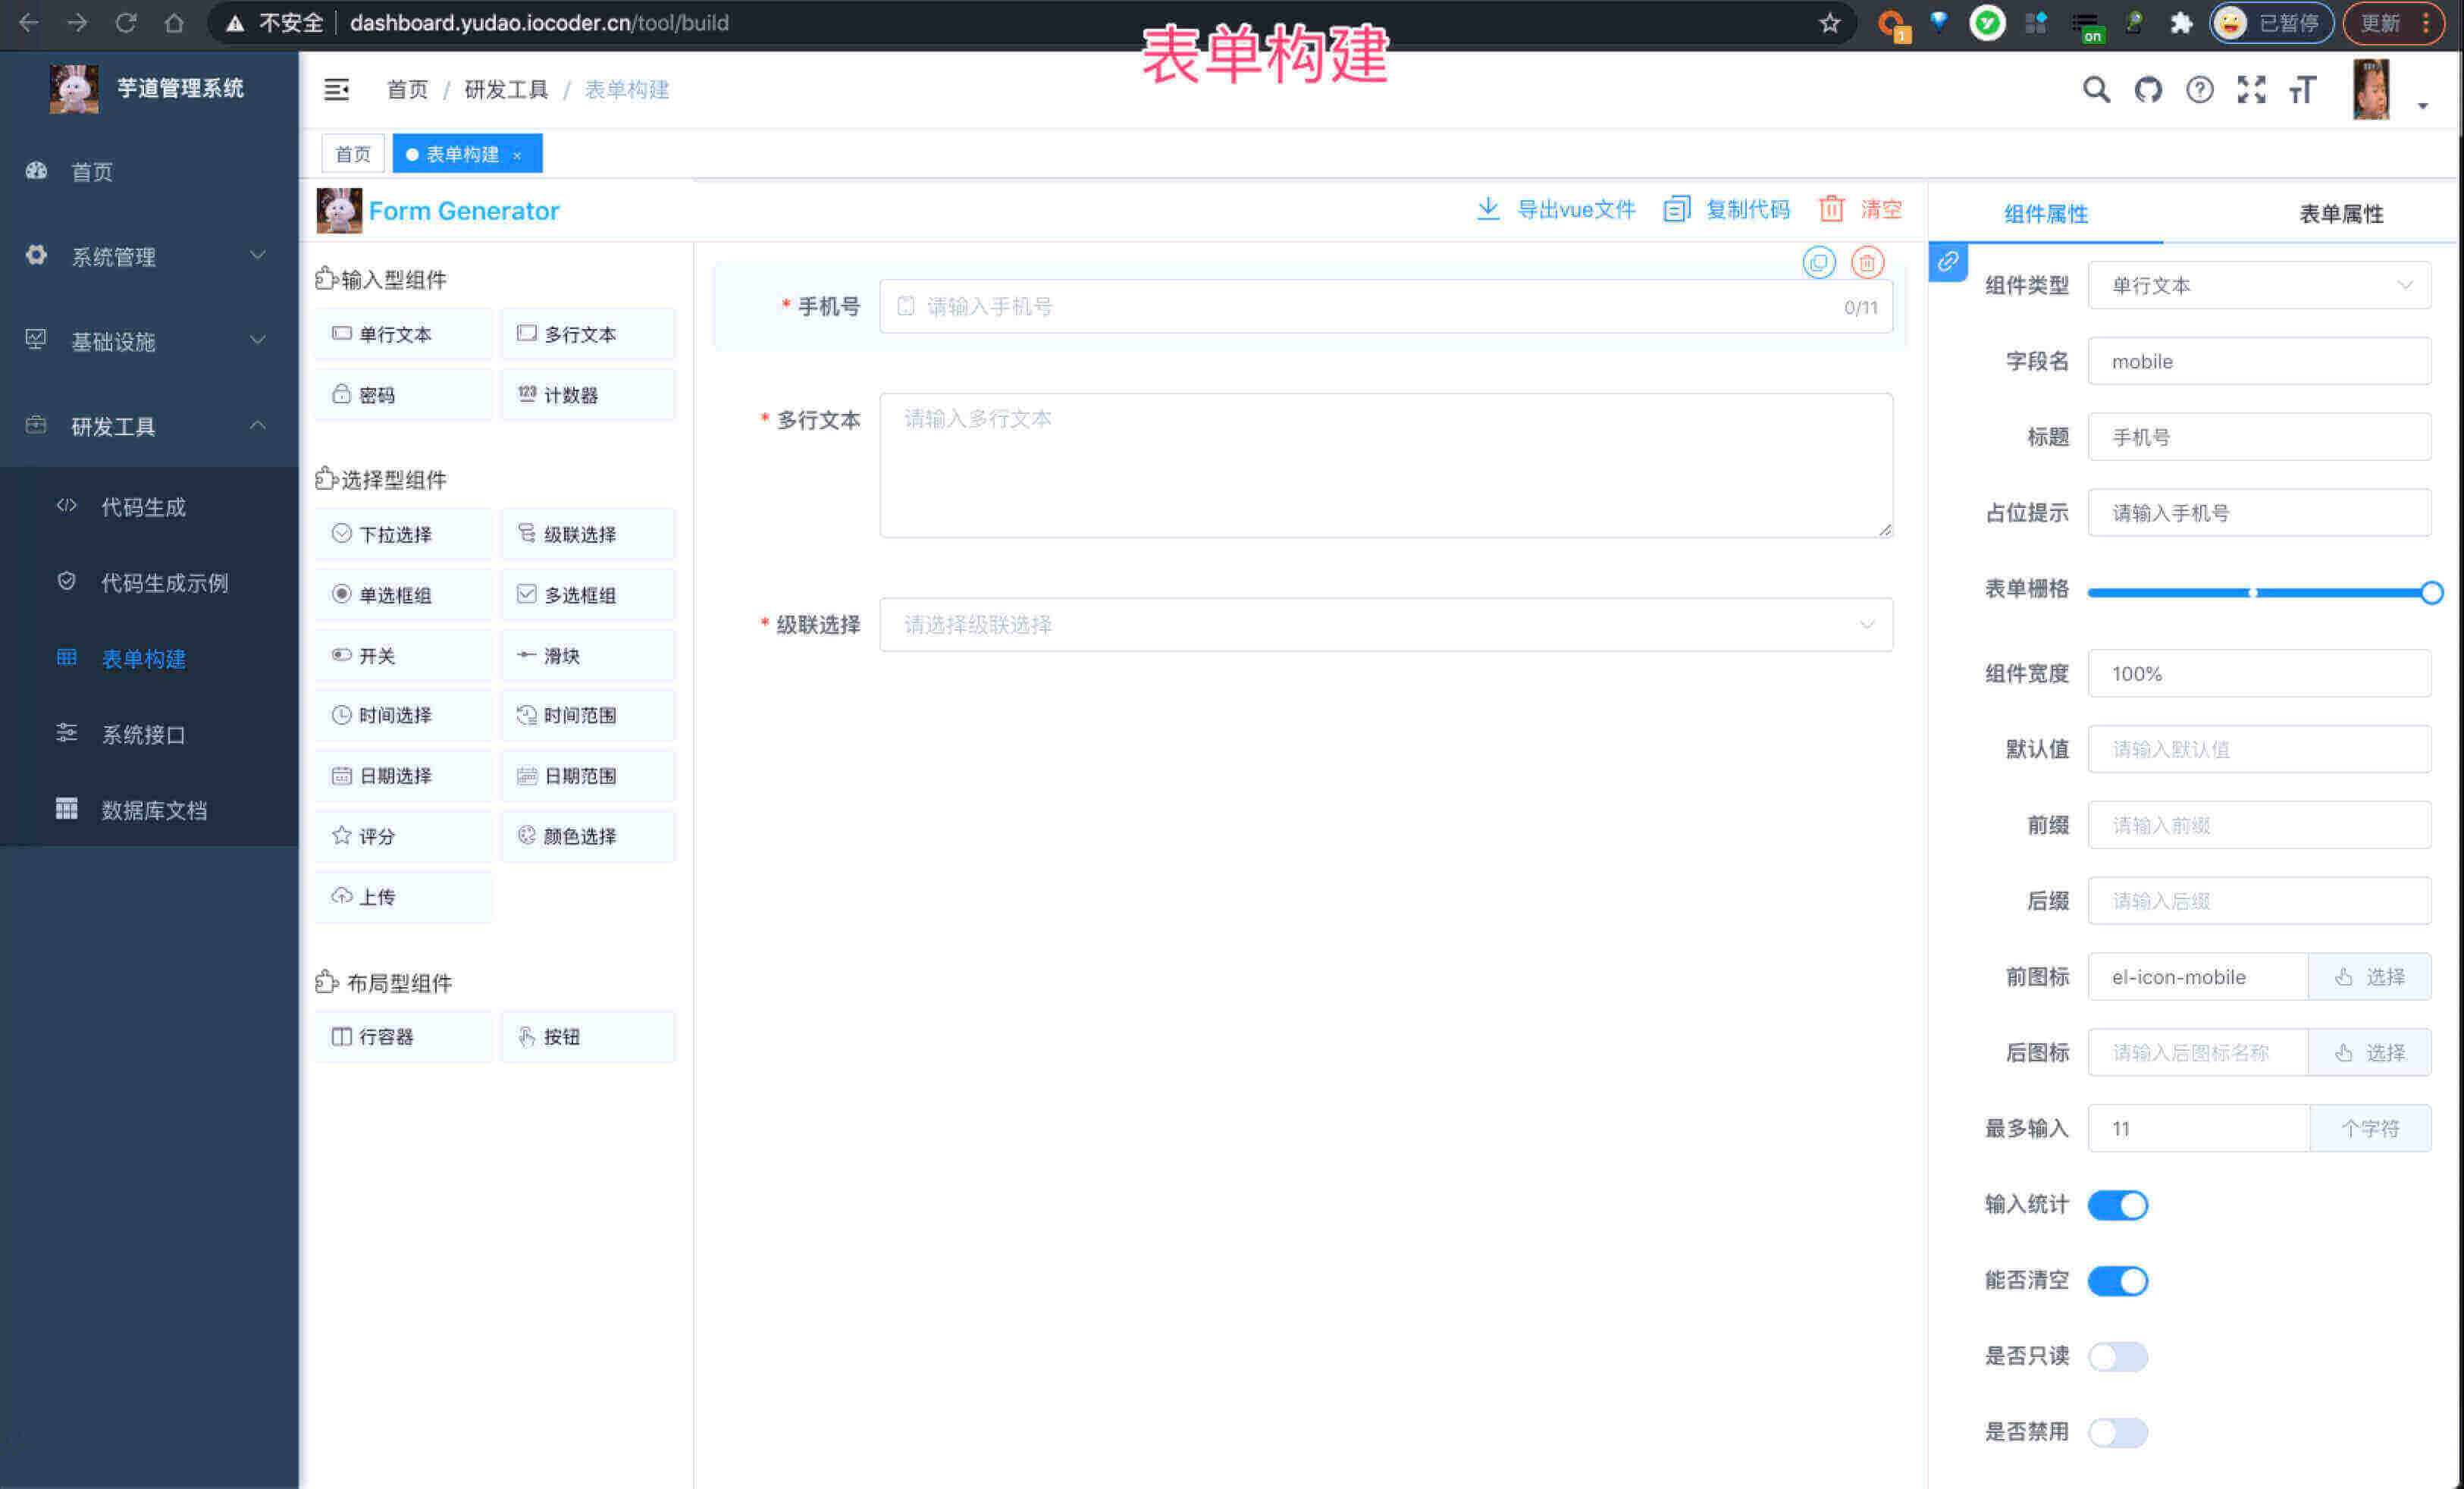 不安全 dashboard.yudao.iocoder.cn/tool/build
1
on
已暂停
更新
表单构建
芋道管理系统
首页 / 研发工具 / 表单构建
首页
表单构建 ×
首页
系统管理
基础设施
研发工具
代码生成
代码生成示例
表单构建
系统接口
数据库文档
Form Generator
导出vue文件
复制代码
清空
输入型组件
单行文本
多行文本
密码
123 计数器
选择型组件
下拉选择
级联选择
单选框组
多选框组
开关
滑块
时间选择
时间范围
日期选择
日期范围
评分
颜色选择
上传
布局型组件
行容器
按钮
* 手机号
请输入手机号
0/11
* 多行文本
请输入多行文本
* 级联选择
请选择级联选择
组件属性
表单属性
组件类型
单行文本
字段名
mobile
标题
手机号
占位提示
请输入手机号
表单栅格
组件宽度
100%
默认值
请输入默认值
前缀
请输入前缀
后缀
请输入后缀
前图标
el-icon-mobile
选择
后图标
请输入后图标名称
选择
最多输入
11
个字符
输入统计
能否清空
是否只读
是否禁用